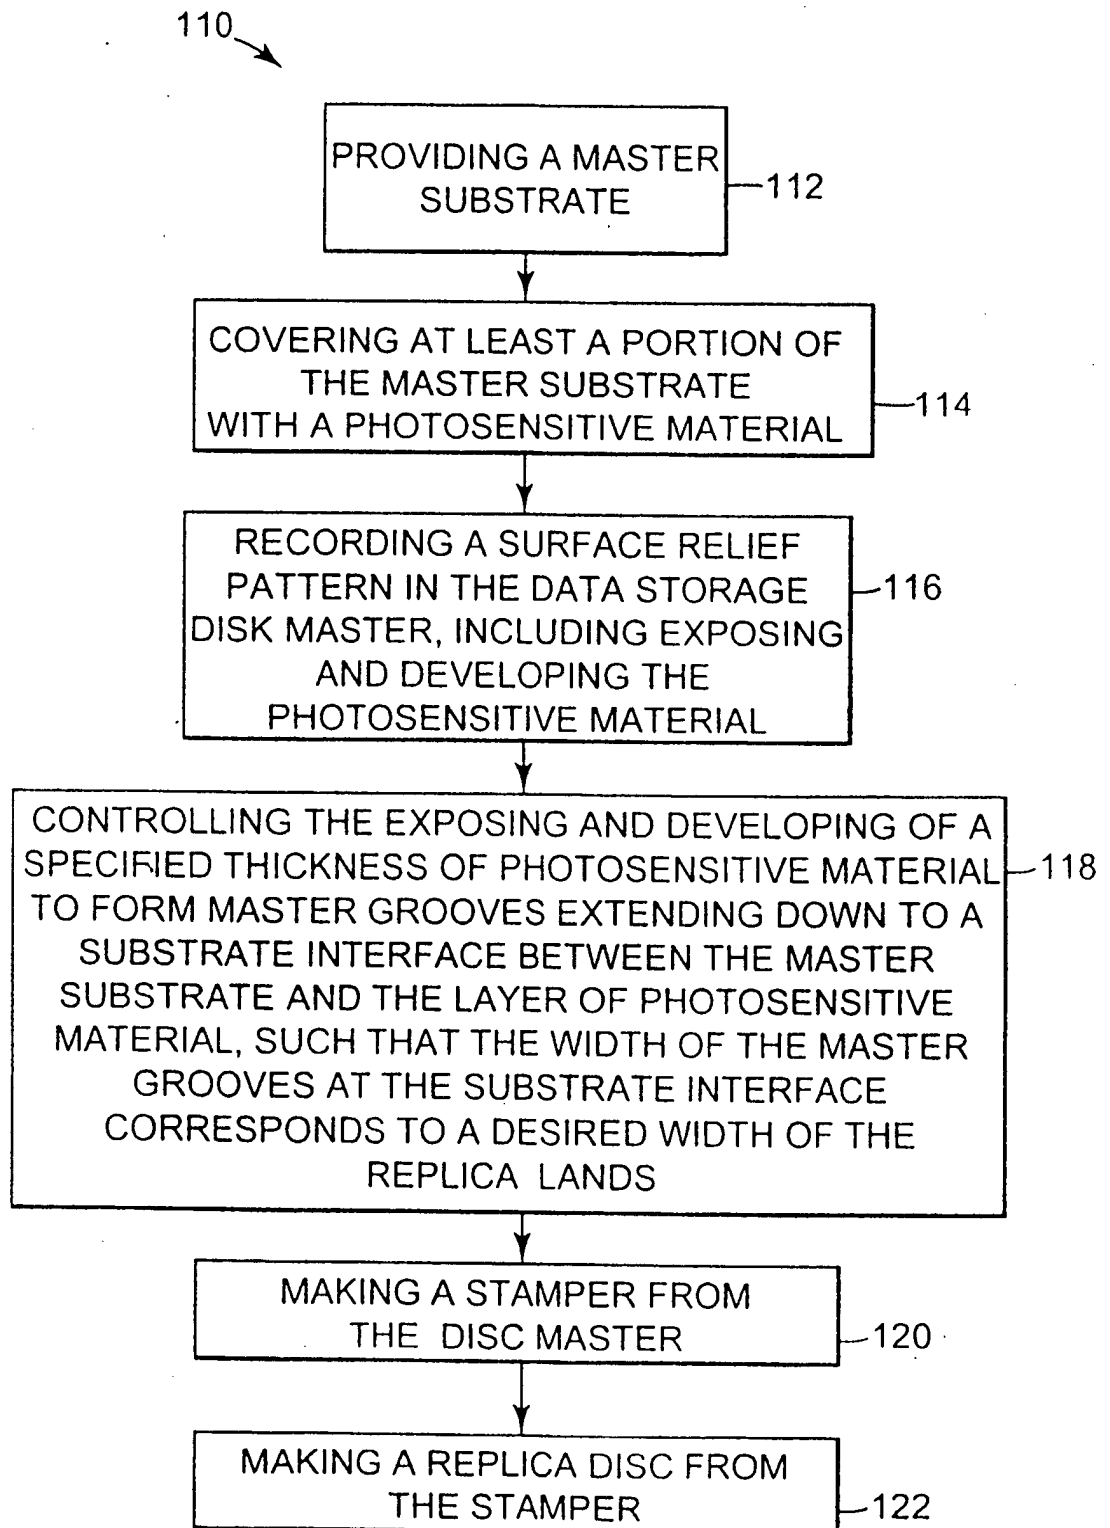 110
PROVIDING A MASTER
SUBSTRATE
112
COVERING AT LEAST A PORTION OF
THE MASTER SUBSTRATE
WITH A PHOTOSENSITIVE MATERIAL
114
RECORDING A SURFACE RELIEF
PATTERN IN THE DATA STORAGE
DISK MASTER, INCLUDING EXPOSING
AND DEVELOPING THE
PHOTOSENSITIVE MATERIAL
116
CONTROLLING THE EXPOSING AND DEVELOPING OF A
SPECIFIED THICKNESS OF PHOTOSENSITIVE MATERIAL
TO FORM MASTER GROOVES EXTENDING DOWN TO A
SUBSTRATE INTERFACE BETWEEN THE MASTER
SUBSTRATE AND THE LAYER OF PHOTOSENSITIVE
MATERIAL, SUCH THAT THE WIDTH OF THE MASTER
GROOVES AT THE SUBSTRATE INTERFACE
CORRESPONDS TO A DESIRED WIDTH OF THE
REPLICA LANDS
118
MAKING A STAMPER FROM
THE DISC MASTER
120
MAKING A REPLICA DISC FROM
THE STAMPER
122